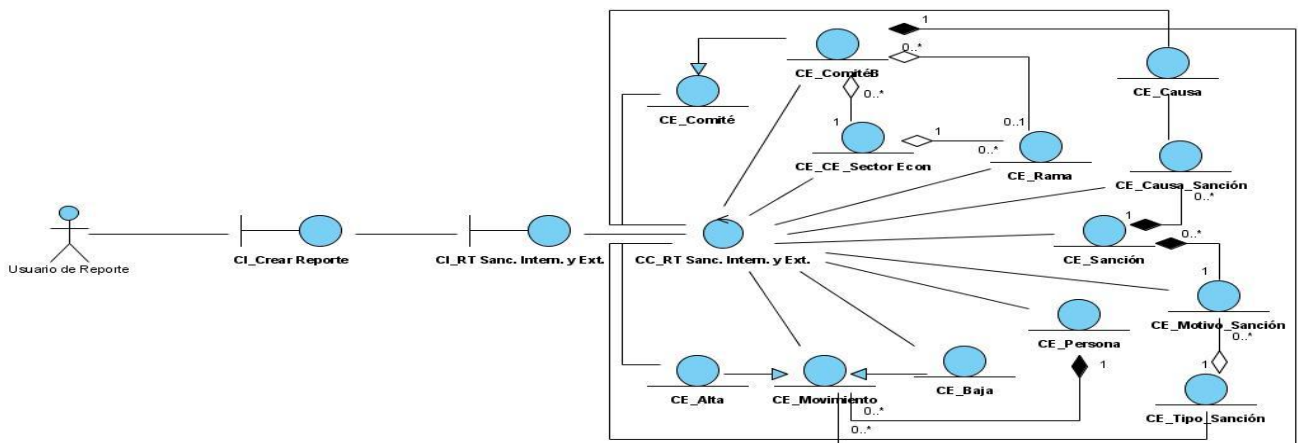 1
0..*
CE_ComitéB
CE_Causa
CE_Comité
0..*
1
1
0..1
0..*
CE_CE_Sector Econ
CE_Rama
CE_Causa_Sanción
0..*
1
0..*
Usuario de Reporte
CI_Crear Reporte
CI_RT Sanc. Intern. y Ext.
CC_RT Sanc. Intern. y Ext.
CE_Sanción
1
CE_Motivo_Sanción
0..*
CE_Persona
1
1
CE_Alta
CE_Movimiento
CE_Baja
0..*
0..*
CE_Tipo_Sanción